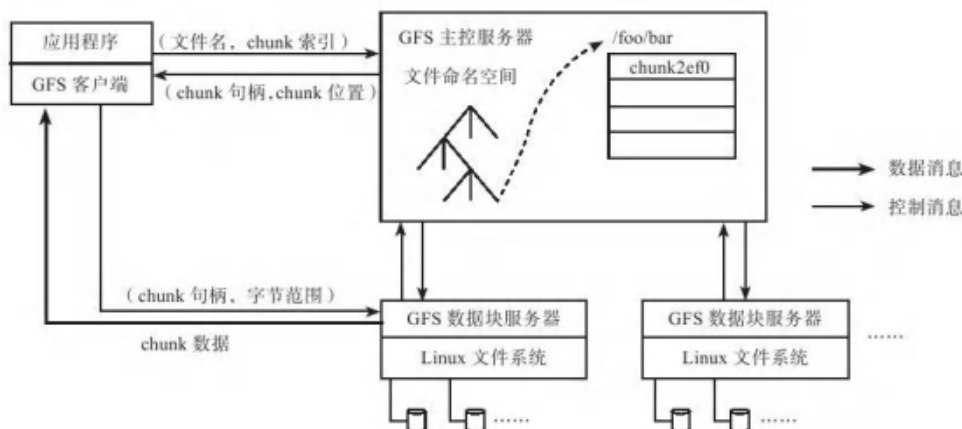 应用程序
GFS 客户端
（文件名，chunk 索引）
（chunk 句柄,chunk 位置）
GFS 主控服务器
文件命名空间
/foo/bar
chunk2ef0
数据消息
控制消息
（chunk 句柄，字节范围）
chunk 数据
GFS 数据块服务器
Linux 文件系统
……
GFS 数据块服务器
Linux 文件系统
……
……